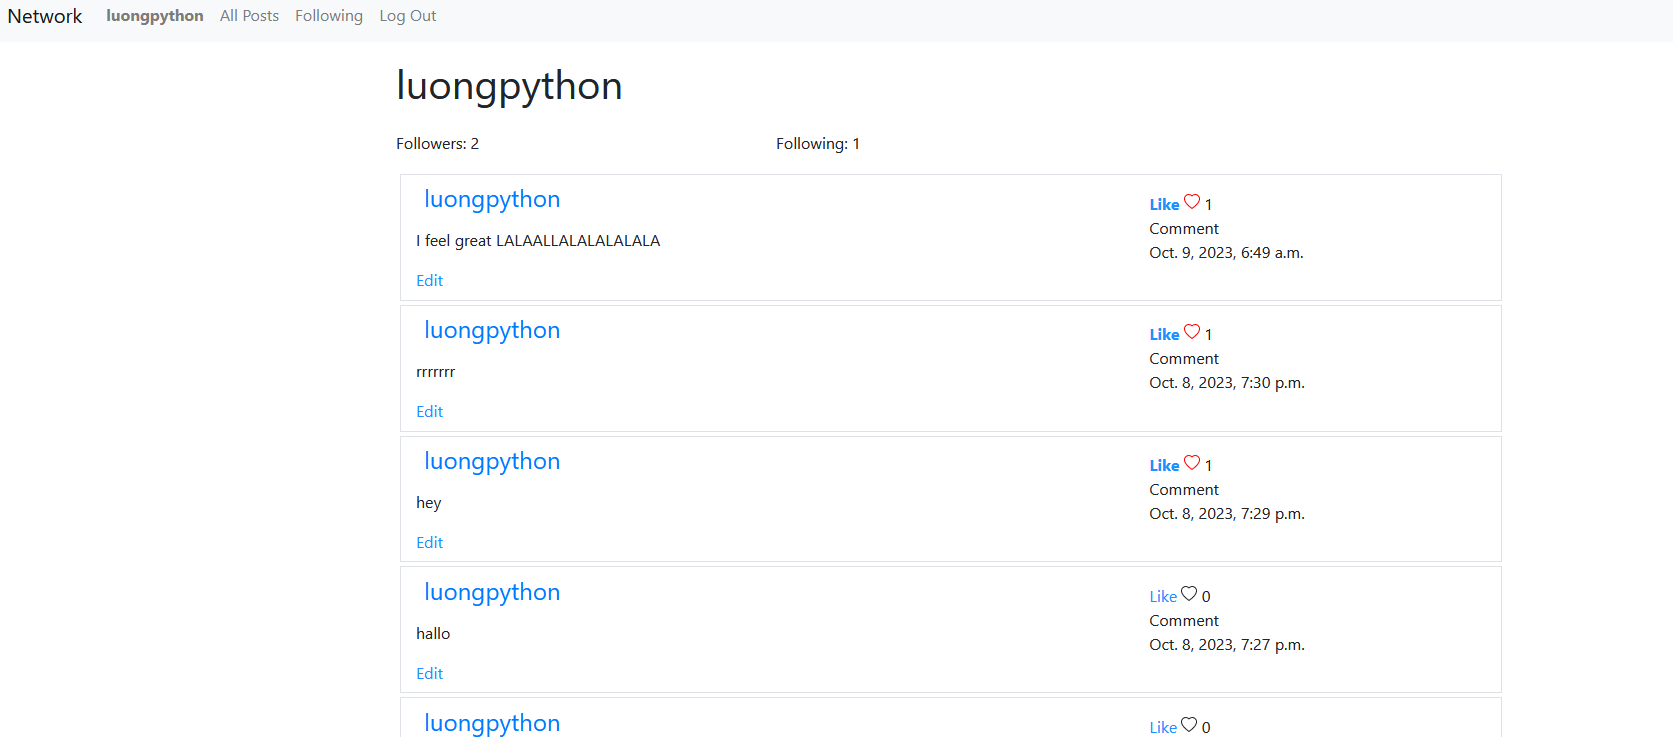 Network luongpython All Posts Following Log Out
luongpython
Followers: 2 Following: 1
luongpython
Like 1
Comment
Oct. 9, 2023, 6:49 a.m.
I feel great LALAALLALALALALALA
Edit
luongpython
Like 1
Comment
Oct. 8, 2023, 7:30 p.m.
rrrrrrr
Edit
luongpython
Like 1
Comment
Oct. 8, 2023, 7:29 p.m.
hey
Edit
luongpython
Like 0
Comment
Oct. 8, 2023, 7:27 p.m.
hallo
Edit
luongpython
Like 0